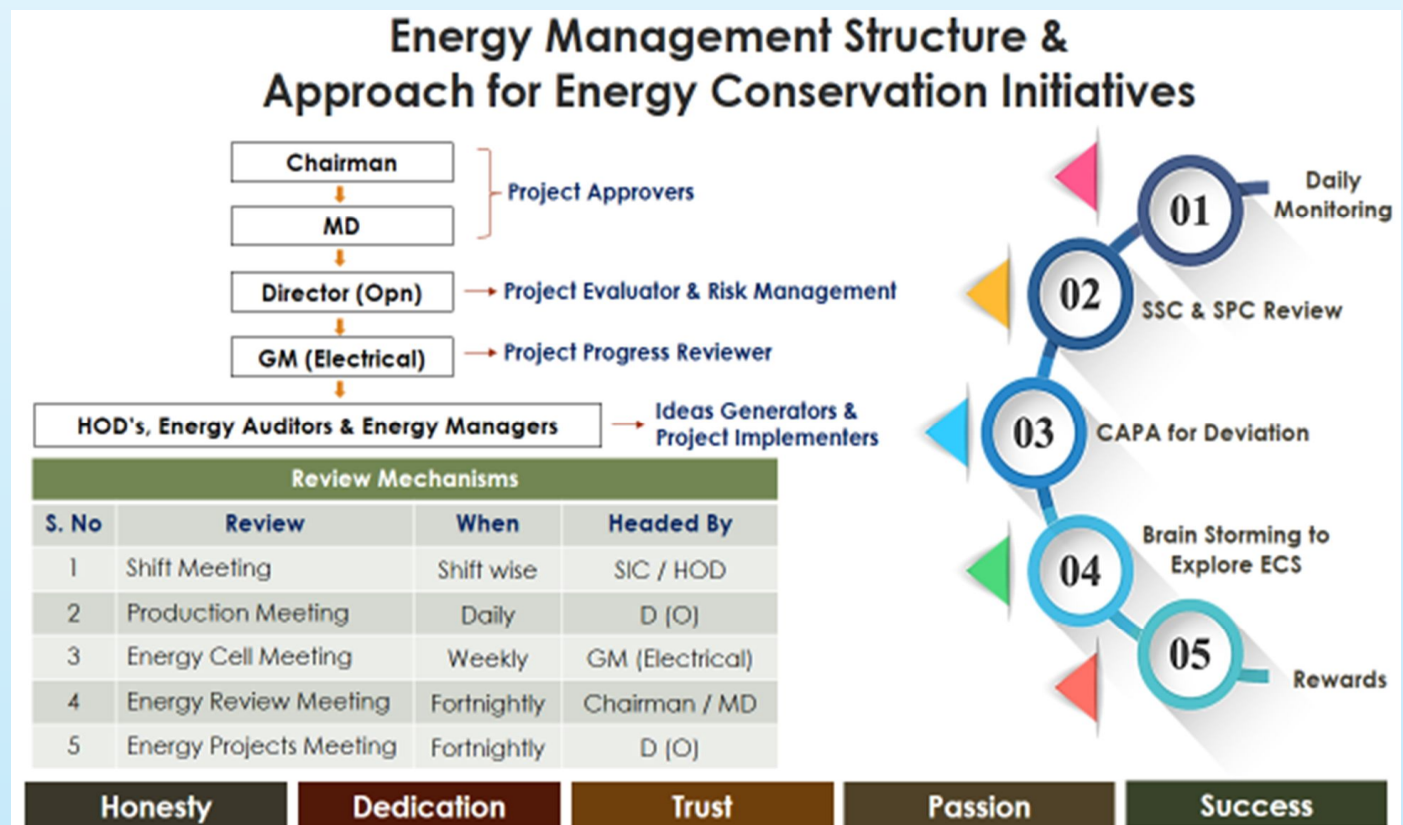 Energy Management Structure &
Approach for Energy Conservation Initiatives
Chairman
MD
Project Approvers
Director (Opn)
Project Evaluator & Risk Management
GM (Electrical)
Project Progress Reviewer
HOD's, Energy Auditors & Energy Managers
Ideas Generators &
Project Implementers
Review Mechanisms
S. No Review When Headed By
1 Shift Meeting Shift wise SIC / HOD
2 Production Meeting Daily D (O)
3 Energy Cell Meeting Weekly GM (Electrical)
4 Energy Review Meeting Fortnightly Chairman / MD
5 Energy Projects Meeting Fortnightly D (O)
01
Daily
Monitoring
02
SSC & SPC Review
03
CAPA for Deviation
04
Brain Storming to
Explore ECS
05
Rewards
Honesty Dedication Trust Passion Success